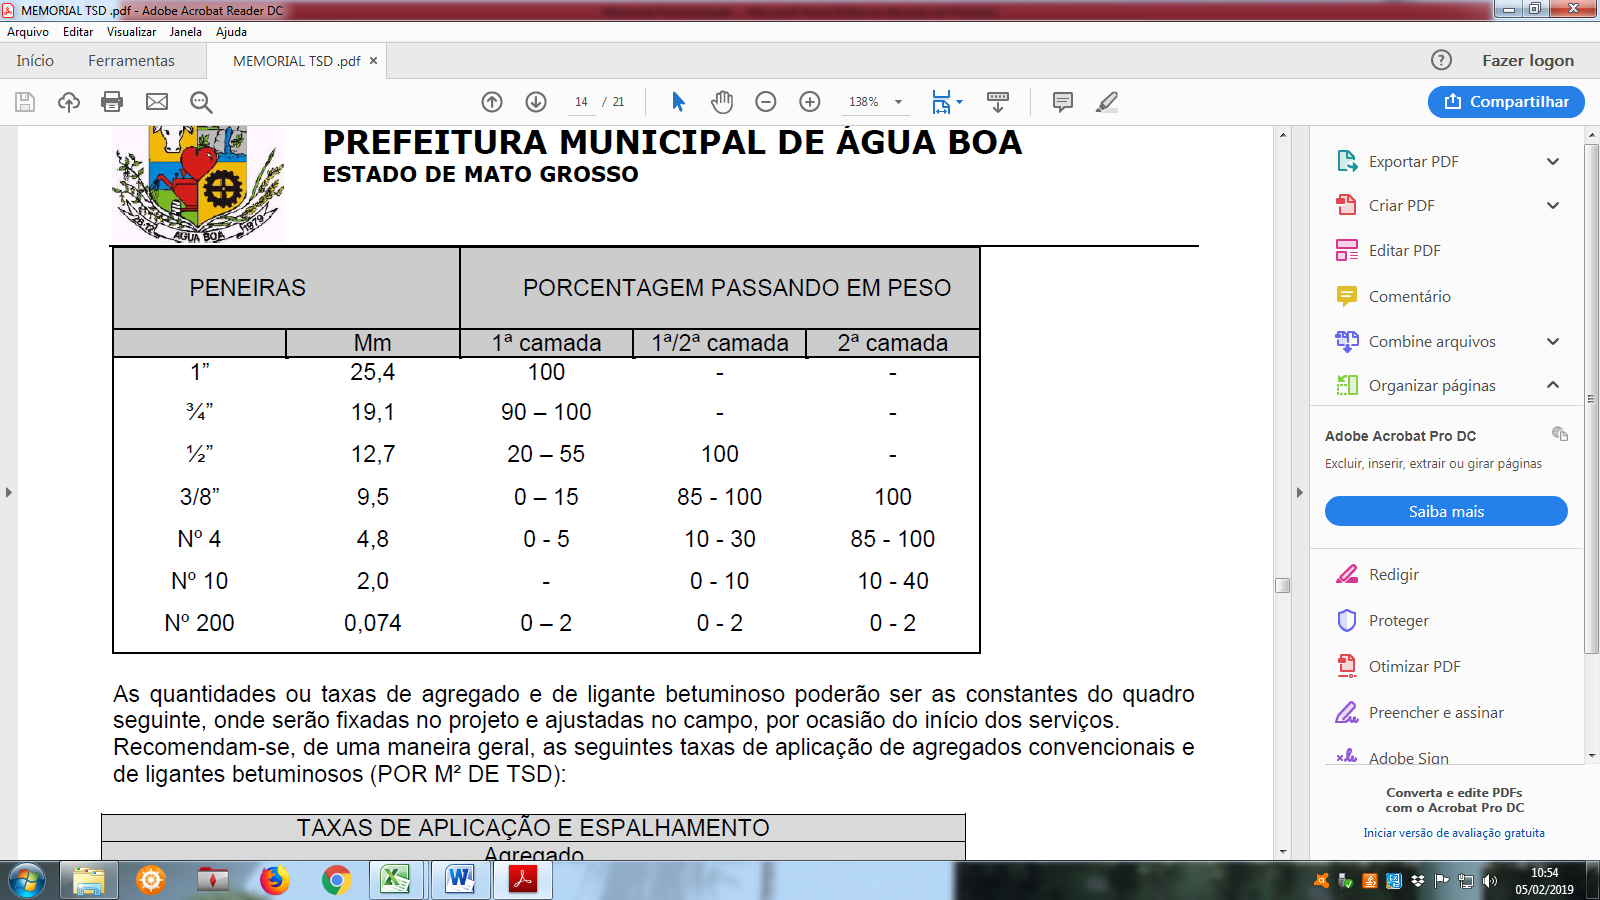 MEMORIAL TSD .pdf - Adobe Acrobat Reader DC
Arquivo Editar Visualizar Janela Ajuda
Início Ferramentas MEMORIAL TSD .pdf × Fazer logon
14 / 21 138% Compartilhar
PREFEITURA MUNICIPAL DE ÁGUA BOA
ESTADO DE MATO GROSSO
28-12 AGUA BOA 1979
PENEIRAS PORCENTAGEM PASSANDO EM PESO
Mm 1ª camada 1ª/2ª camada 2ª camada
1” 25,4 100 - -
¾” 19,1 90 – 100 - -
½” 12,7 20 – 55 100 -
3/8” 9,5 0 – 15 85 - 100 100
Nº 4 4,8 0 - 5 10 - 30 85 - 100
Nº 10 2,0 - 0 - 10 10 - 40
Nº 200 0,074 0 – 2 0 - 2 0 - 2
As quantidades ou taxas de agregado e de ligante betuminoso poderão ser as constantes do quadro
seguinte, onde serão fixadas no projeto e ajustadas no campo, por ocasião do início dos serviços.
Recomendam-se, de uma maneira geral, as seguintes taxas de aplicação de agregados convencionais e
de ligantes betuminosos (POR M² DE TSD):
TAXAS DE APLICAÇÃO E ESPALHAMENTO
Agregado
Exportar PDF
Criar PDF
Editar PDF
Comentário
Combine arquivos
Organizar páginas
Adobe Acrobat Pro DC
Excluir, inserir, extrair ou girar páginas
Saiba mais
Redigir
Proteger
Otimizar PDF
Preencher e assinar
Adobe Sign
Converta e edite PDFs
com o Acrobat Pro DC
Iniciar versão de avaliação gratuita
10:54
05/02/2019